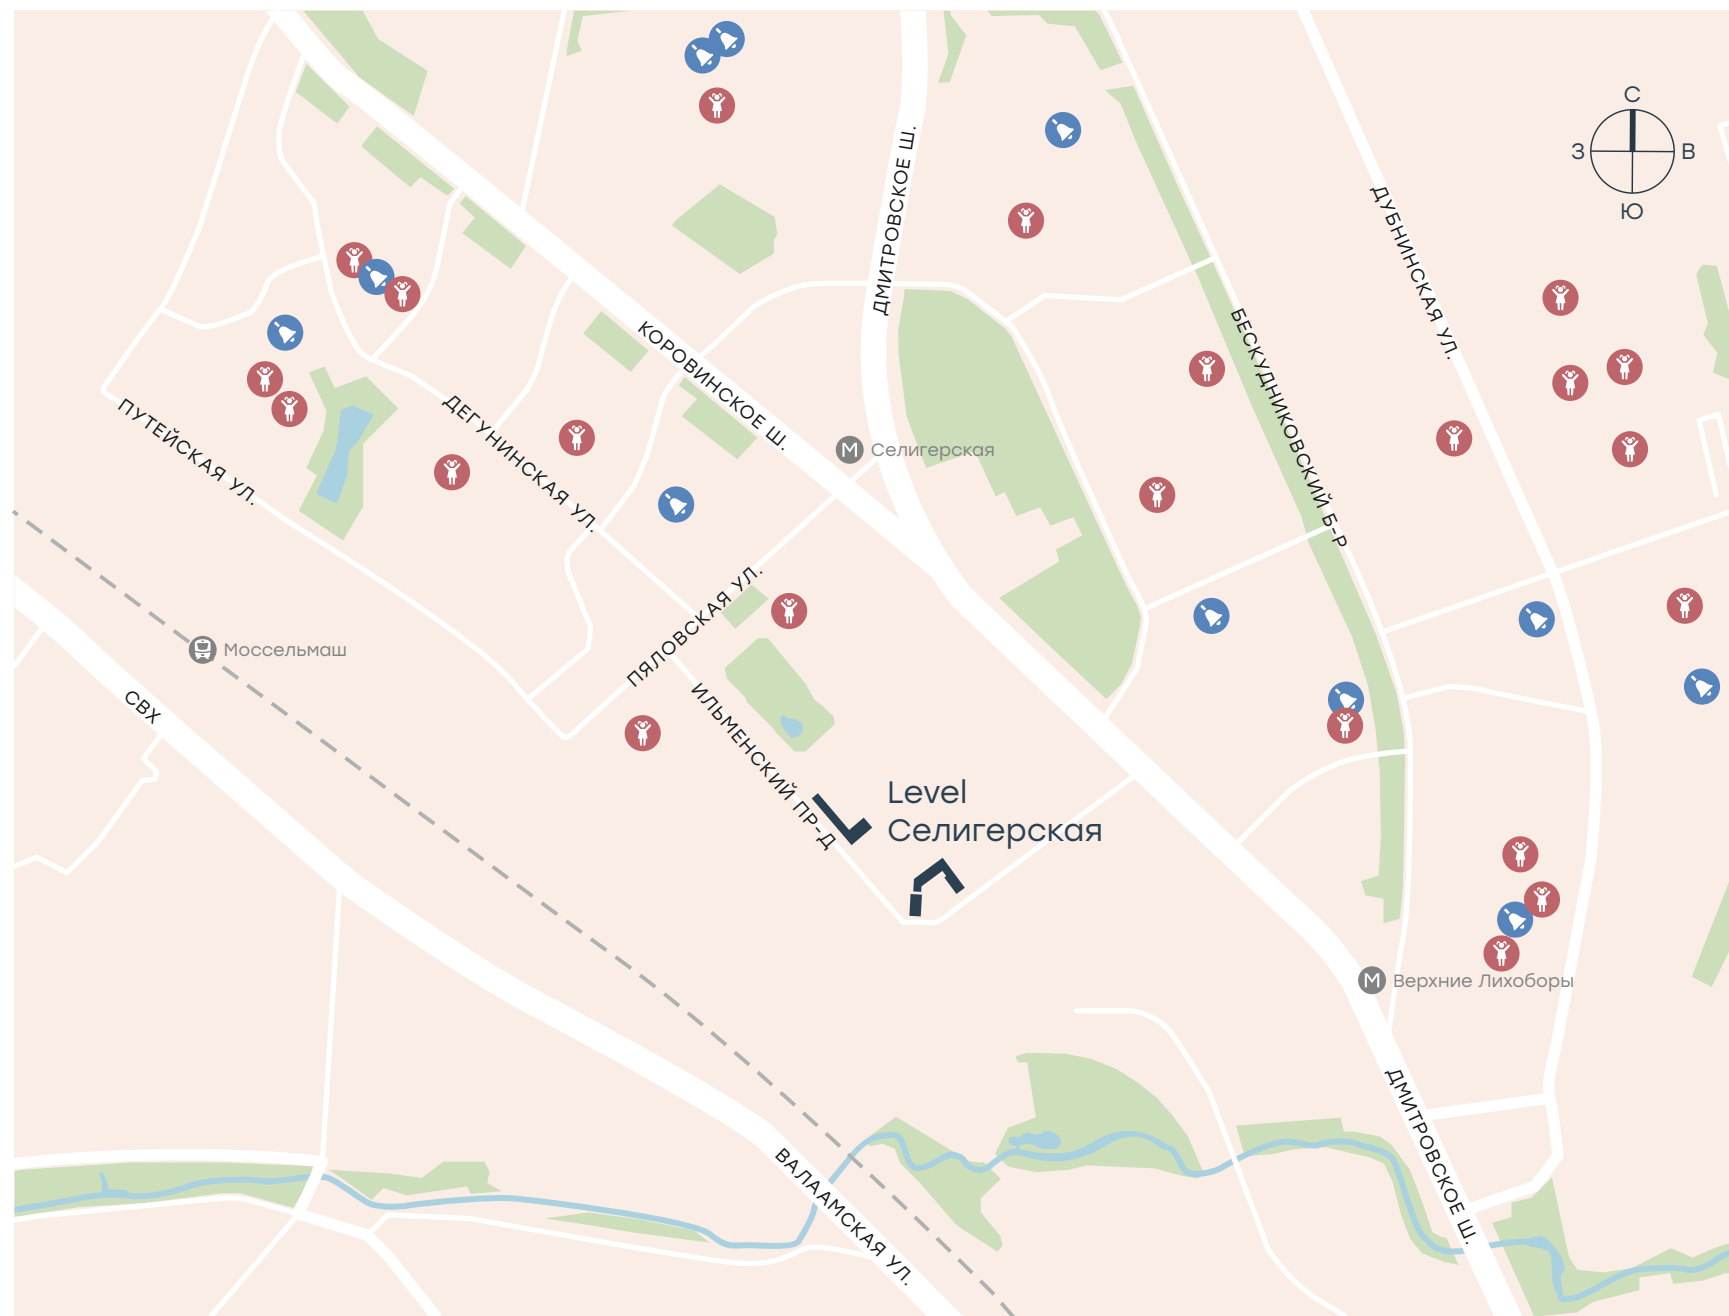 С
З
В
Ю
ДМИТРОВСКОЕ Ш.
ДУБНИНСКАЯ УЛ.
КОРОВИНСКОЕ Ш.
БЕСКУДНИКОВСКИЙ Б-Р
ПУТЕЙСКАЯ УЛ.
ДЕГУНИНСКАЯ УЛ.
М
Селигерская
ПЯЛОВСКАЯ УЛ.
Моссельмаш
СВХ
ИЛЬМЕНСКИЙ ПР-Д
Level
Селигерская
М
Верхние Лихоборы
ДМИТРОВСКОЕ Ш.
ВАЛААМСКАЯ УЛ.